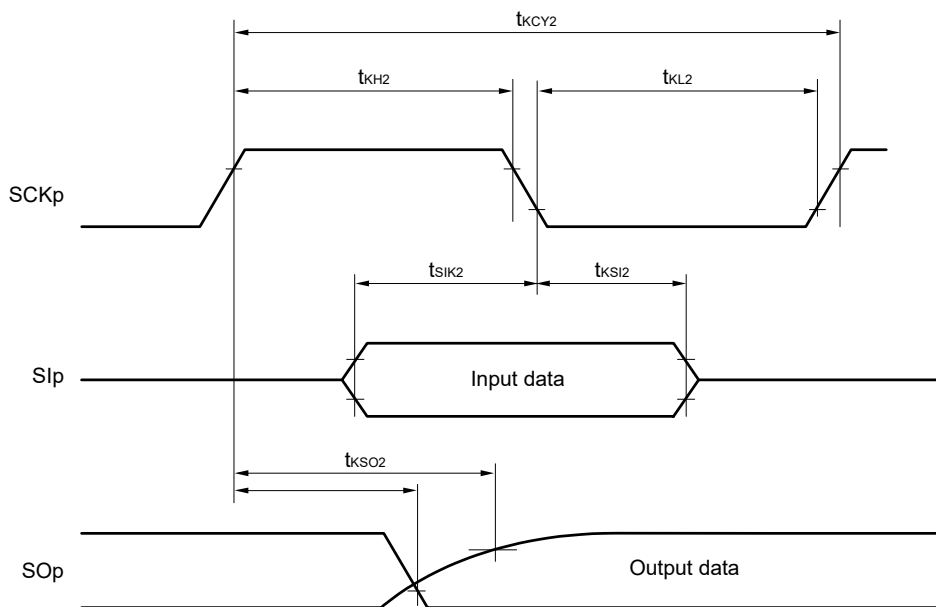 tKCY2
tKH2
tKL2
SCKp
tSIK2
tKSI2
SIp
Input data
tKSO2
SOp
Output data